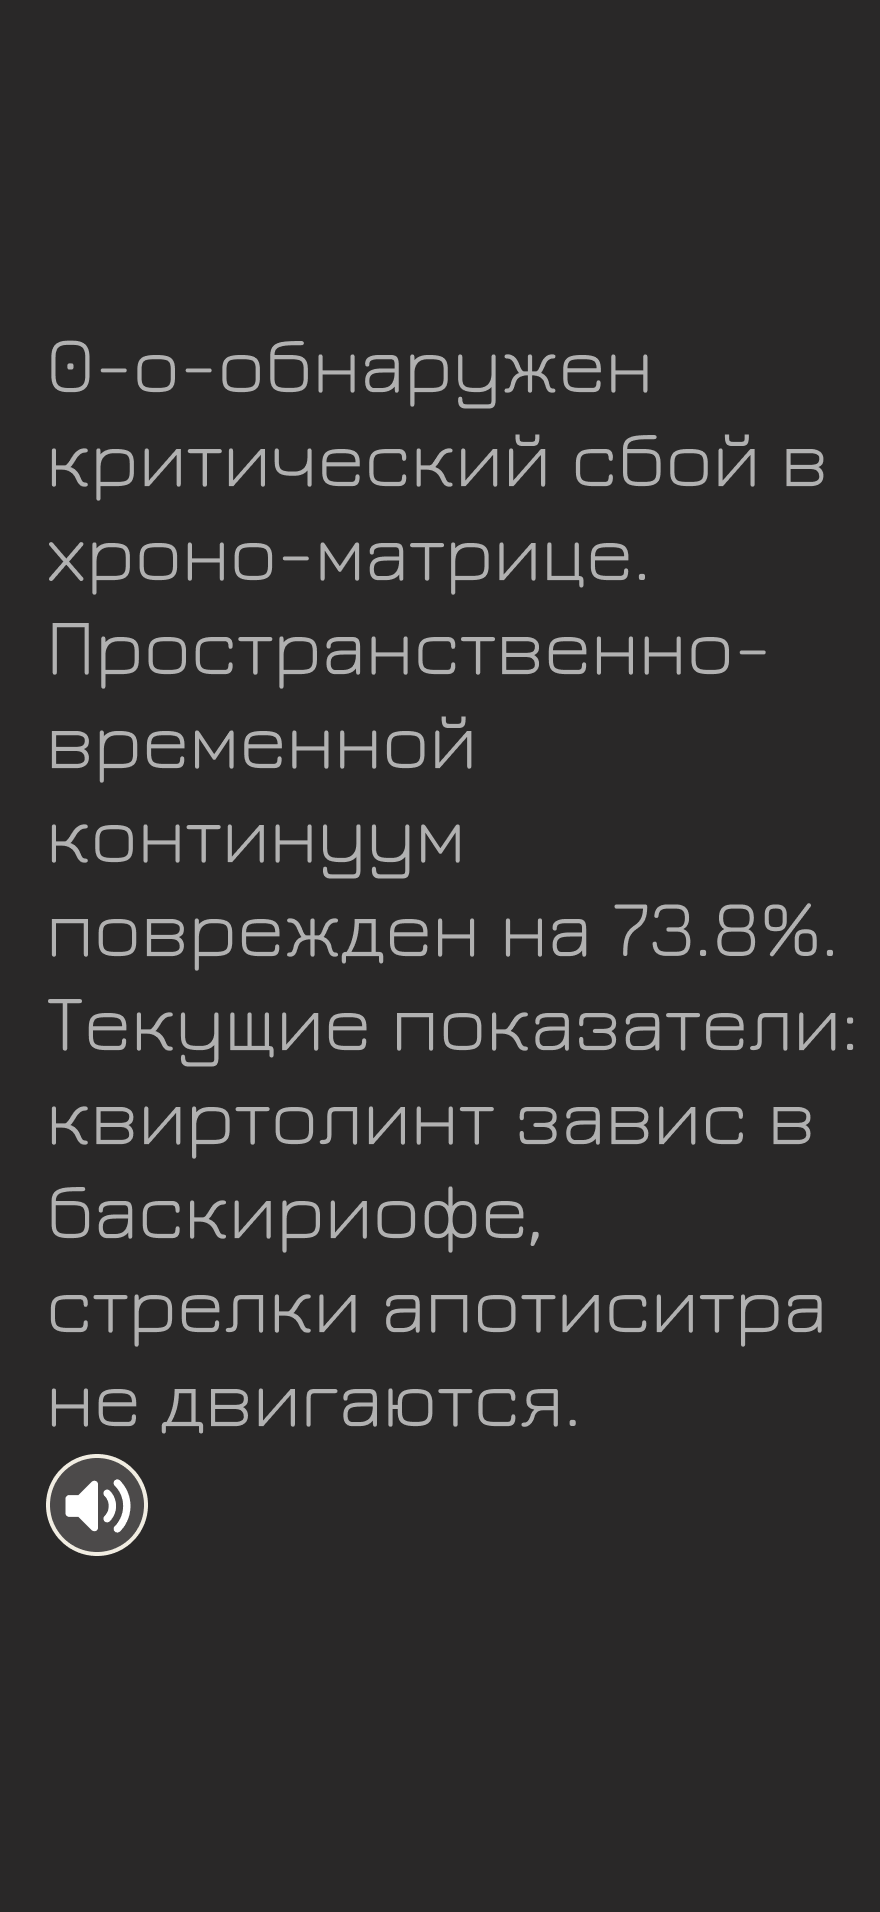 0-о-обнаружен
критический сбой в
хроно-матрице.
Пространственно-
временной
континуум
поврежден на 73.8%.
Текущие показатели:
квиртолинт завис в
баскириофе,
стрелки апотиситра
не двигаются.